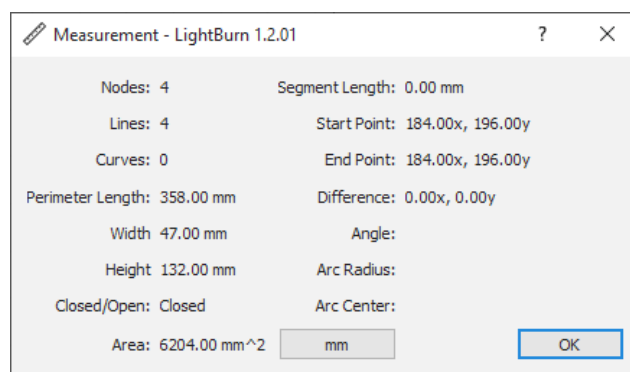 Measurement - LightBurn 1.2.01 ?
Nodes: 4 Segment Length: 0.00 mm
Lines: 4 Start Point: 184.00x, 196.00y
Curves: 0 End Point: 184.00x, 196.00y
Perimeter Length: 358.00 mm Difference: 0.00x, 0.00y
Width 47.00 mm Angle:
Height 132.00 mm Arc Radius:
Closed/Open: Closed Arc Center:
Area: 6204.00 mm^2 mm OK